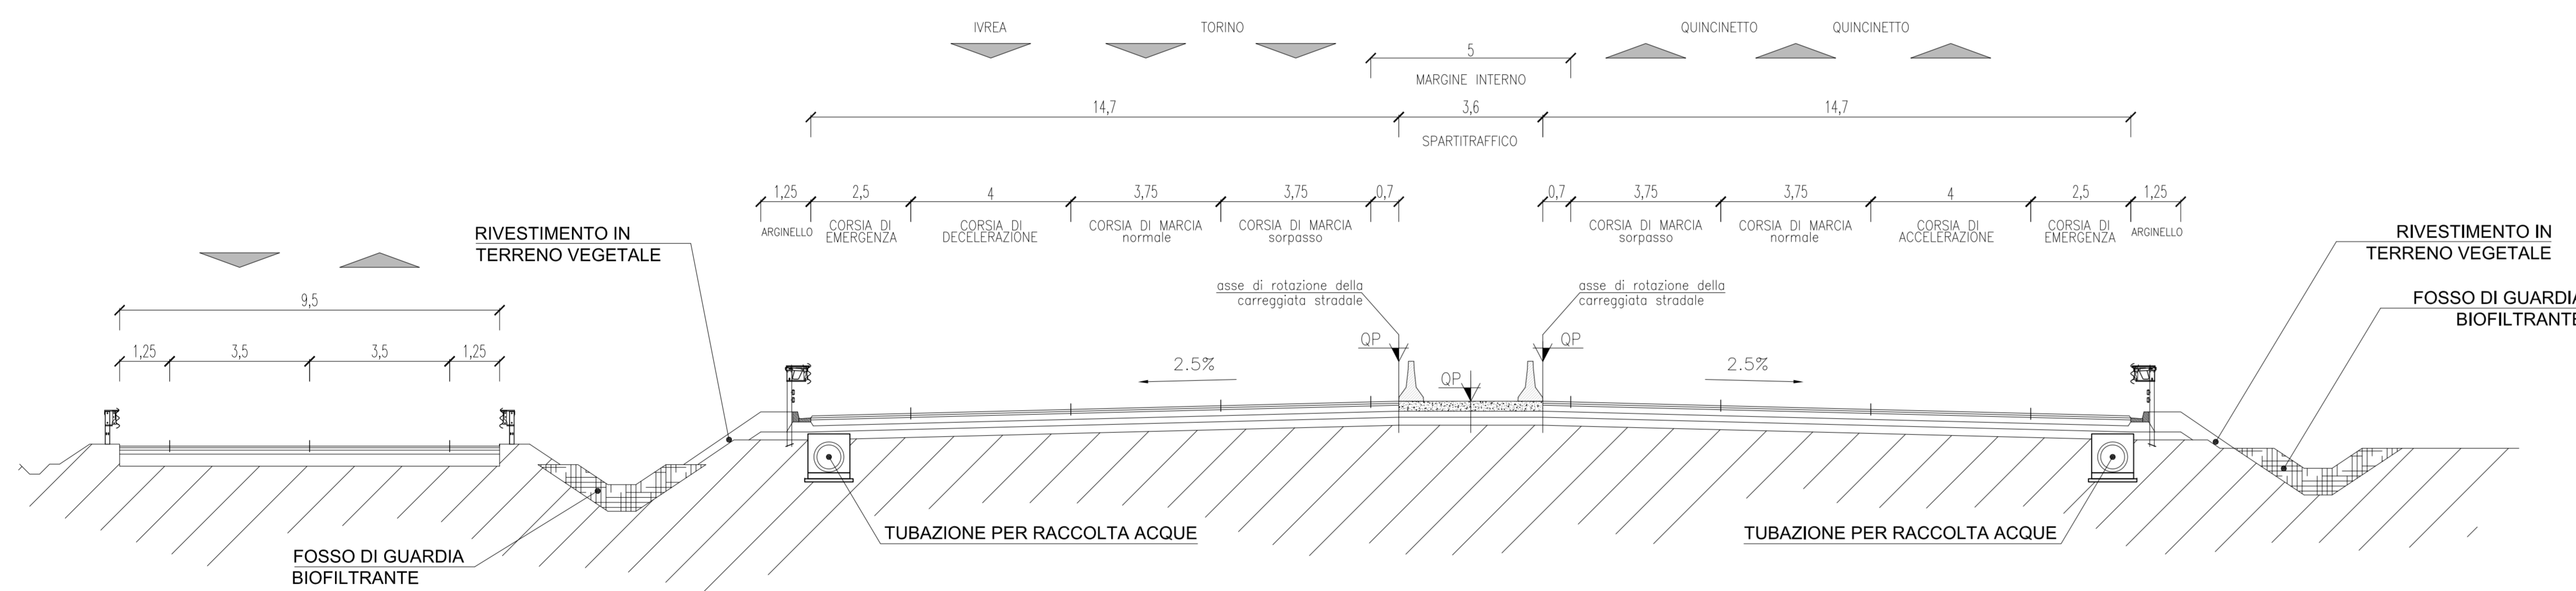 IVREA
TORINO
QUINCINETTO
QUINCINETTO
5
MARGINE INTERNO
14,7
3,6
14,7
SPARTITRAFFICO
1,25
2,5
4
3,75
3,75
0,7
0,7
3,75
3,75
4
2,5
1,25
ARGINELLO
CORSIA DI
EMERGENZA
CORSIA DI
DECELERAZIONE
CORSIA DI MARCIA
normale
CORSIA DI MARCIA
sorpasso
CORSIA DI MARCIA
sorpasso
CORSIA DI MARCIA
normale
CORSIA DI
ACCELERAZIONE
CORSIA DI
EMERGENZA
ARGINELLO
RIVESTIMENTO IN
TERRENO VEGETALE
RIVESTIMENTO IN
TERRENO VEGETALE
asse di rotazione della
carreggiata stradale
asse di rotazione della
carreggiata stradale
FOSSO DI GUARDIA
BIOFILTRANTE
9,5
1,25
3,5
3,5
1,25
QP
QP
QP
2.5%
2.5%
TUBAZIONE PER RACCOLTA ACQUE
TUBAZIONE PER RACCOLTA ACQUE
FOSSO DI GUARDIA
BIOFILTRANTE